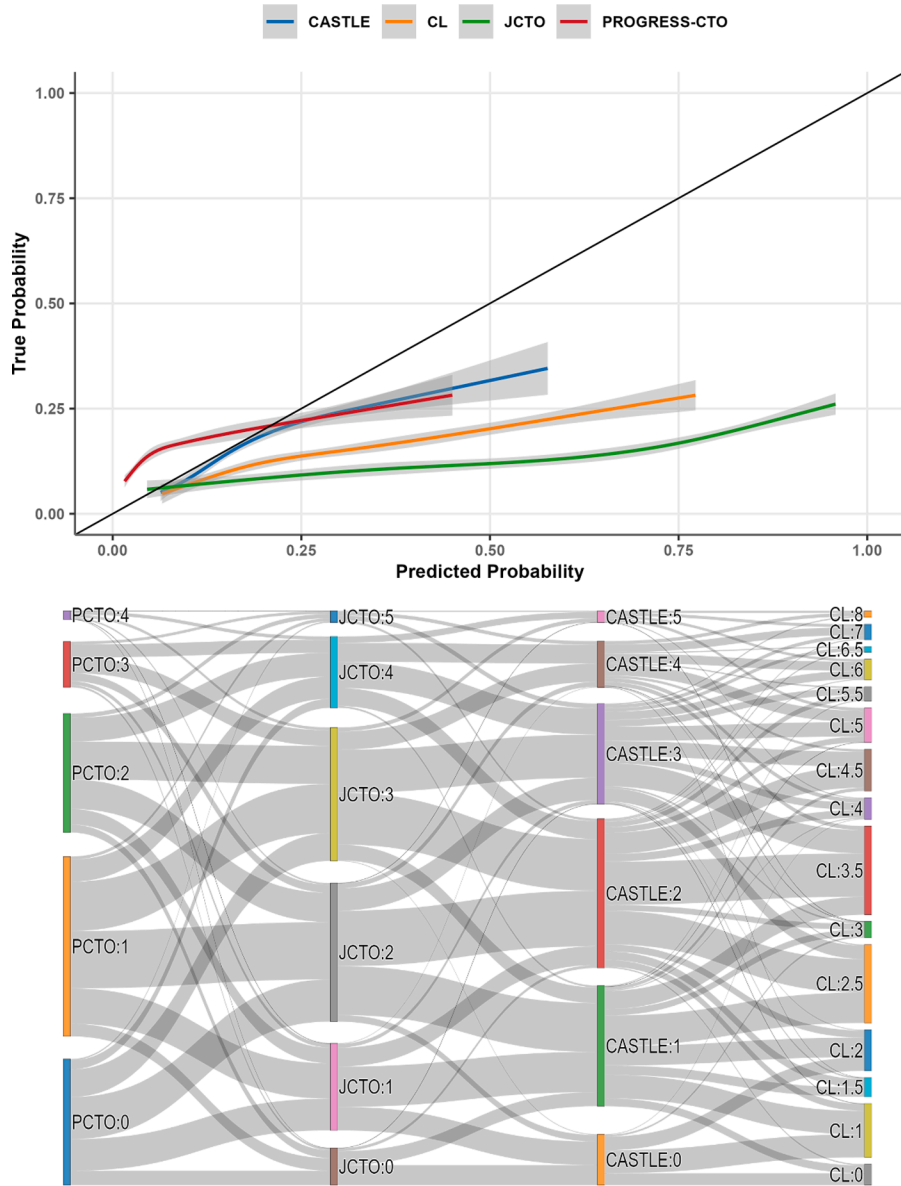 CASTLE CL JCTO PROGRESS-CTO
1.00
0.75
0.50
0.25
0.00
True Probability
0.00 0.25 0.50 0.75 1.00
Predicted Probability
PCTO:4
PCTO:3
PCTO:2
PCTO:1
PCTO:0
JCTO:5
JCTO:4
JCTO:3
JCTO:2
JCTO:1
JCTO:0
CASTLE:5
CASTLE:4
CASTLE:3
CASTLE:2
CASTLE:1
CASTLE:0
CL:8
CL:7
CL:6.5
CL:6
CL:5.5
CL:5
CL:4.5
CL:4
CL:3.5
CL:3
CL:2.5
CL:2
CL:1.5
CL:1
CL:0